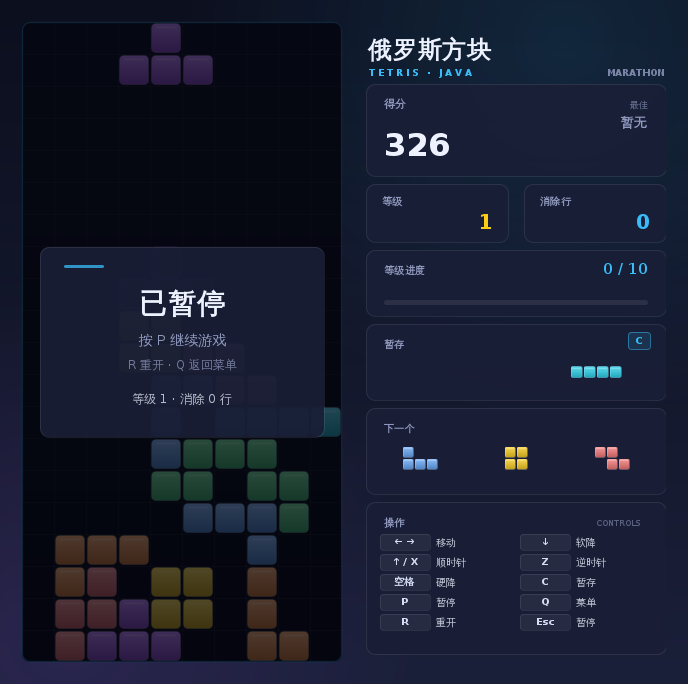 俄罗斯方块
TETRIS · JAVA
MARATHON
得分
最佳
326
暂无
等级
1
消除行
0
等级进度
0 / 10
暂存
C
下一个
已暂停
按 P 继续游戏
R 重开 · Q 返回菜单
等级 1 · 消除 0 行
操作
CONTROLS
← → 移动
↓ 软降
↑ / X 顺时针
Z 逆时针
空格 硬降
C 暂存
P 暂停
Q 菜单
R 重开
Esc 暂停